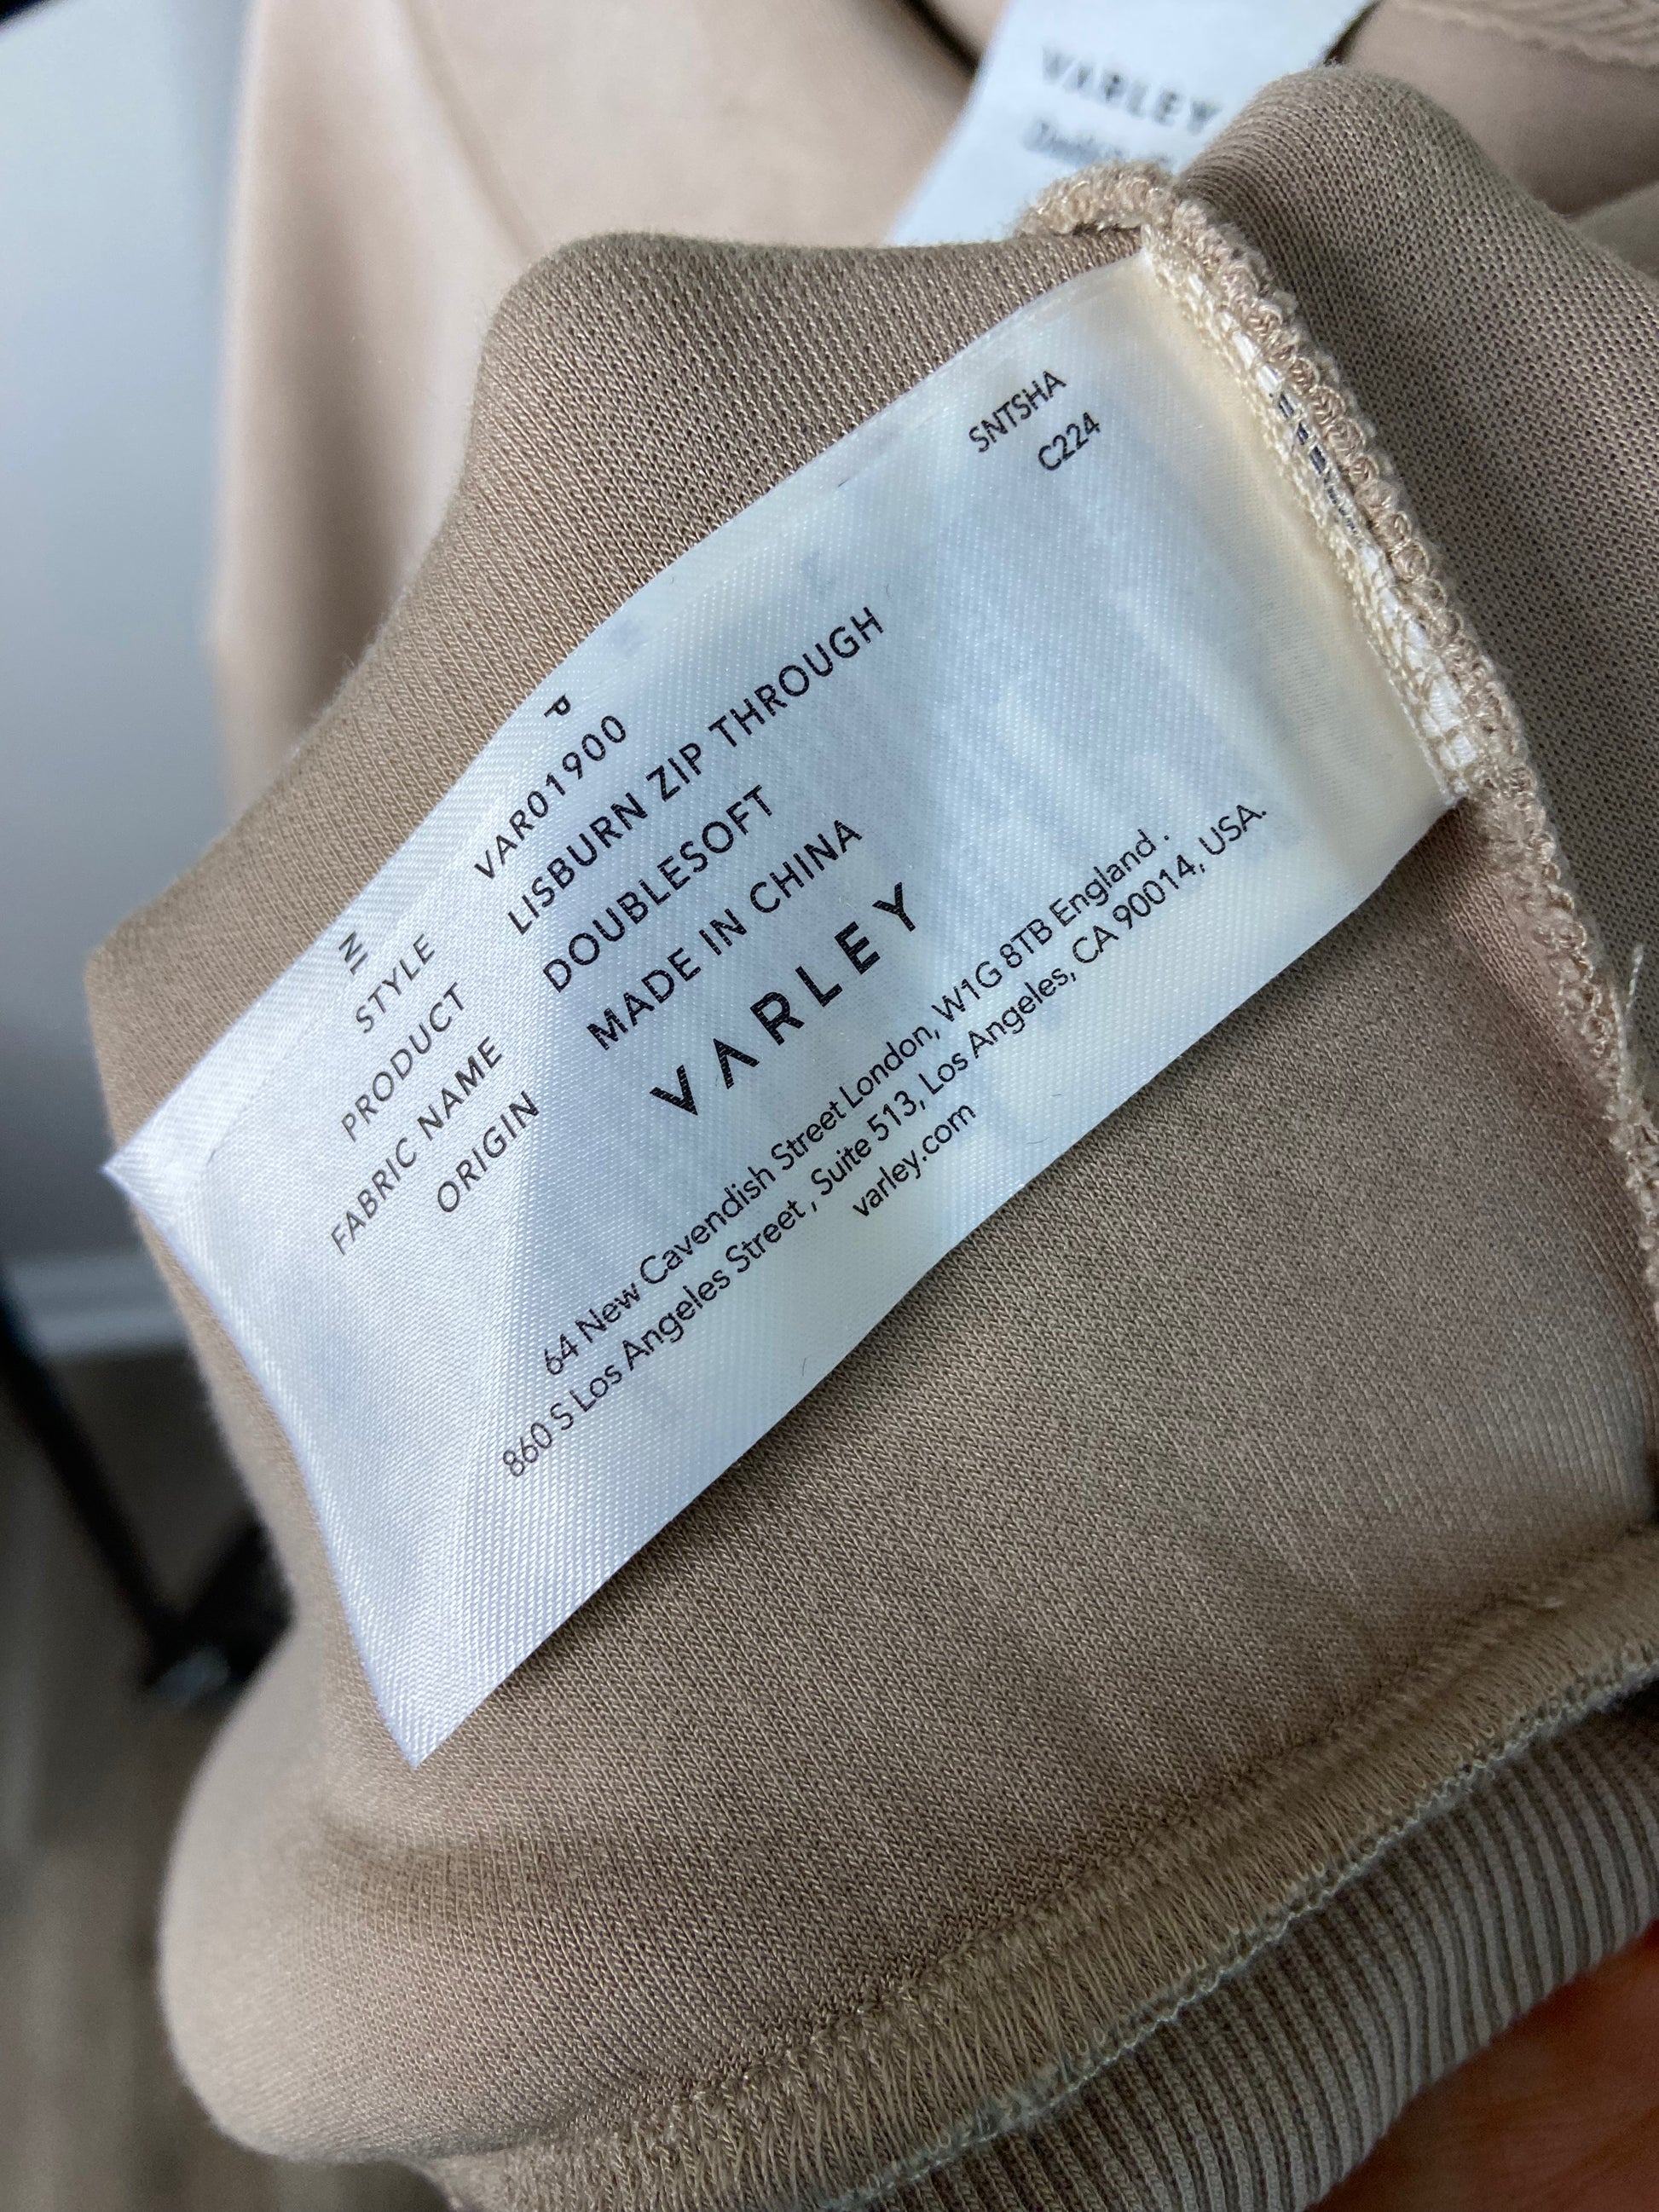 VARLEY
SNTSHA
C224
IN P
STYLE VAR01900
PRODUCT LISBURN ZIP THROUGH
FABRIC NAME DOUBLESOFT
ORIGIN MADE IN CHINA
VARLEY
64 New Cavendish Street London, W1G 8TB England .
860 S Los Angeles Street , Suite 513, Los Angeles, CA 90014, USA.
varley.com